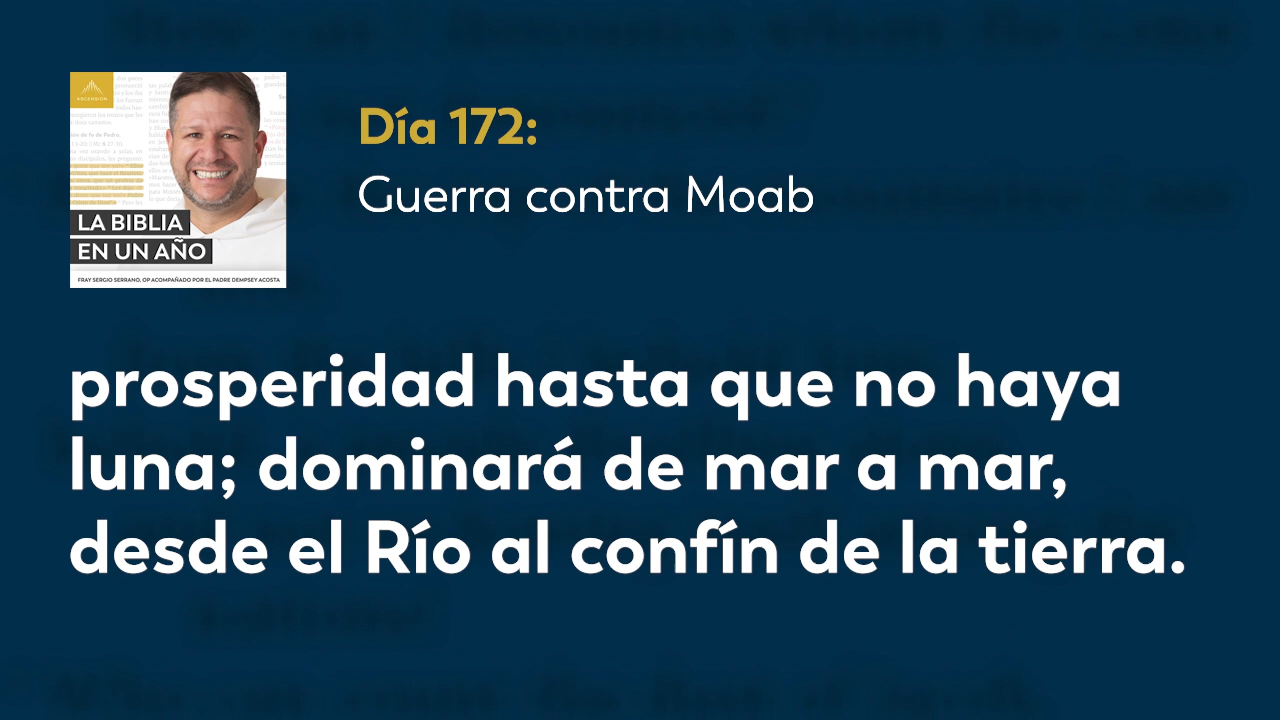 ASCENSION
Día 172:
Guerra contra Moab
LA BIBLIA
EN UN AÑO
FRAY SERGIO SERRANO, OP ACOMPAÑADO POR EL PADRE DEMPSEY ACOSTA
prosperidad hasta que no haya
luna; dominará de mar a mar,
desde el Río al confín de la tierra.